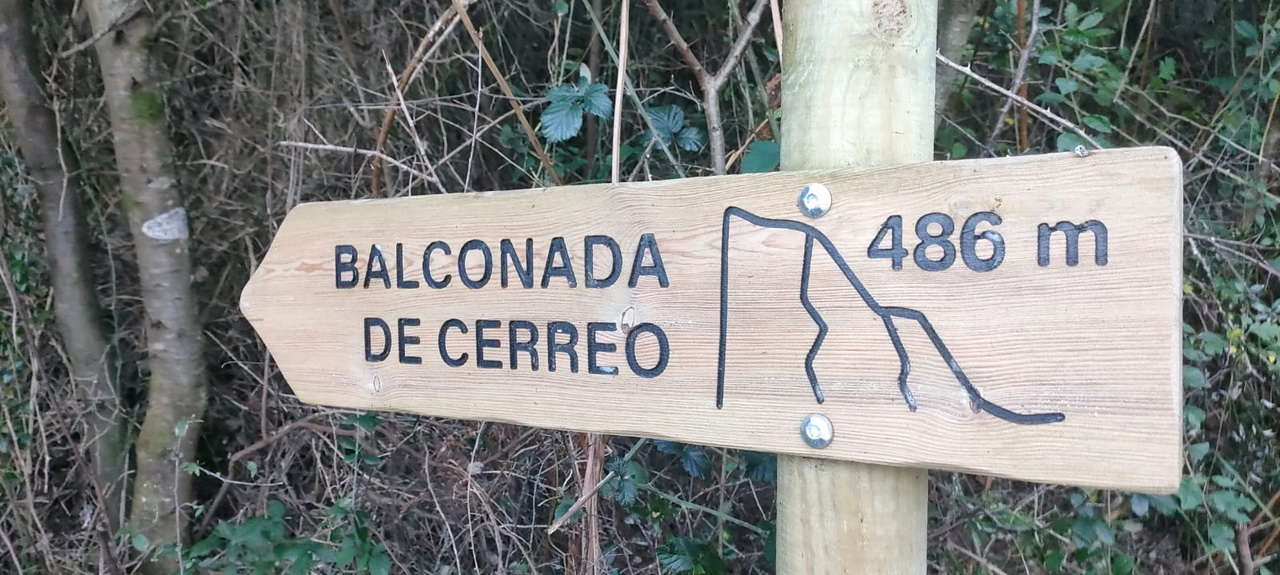 BALCONADA
DE CERREO
486 m